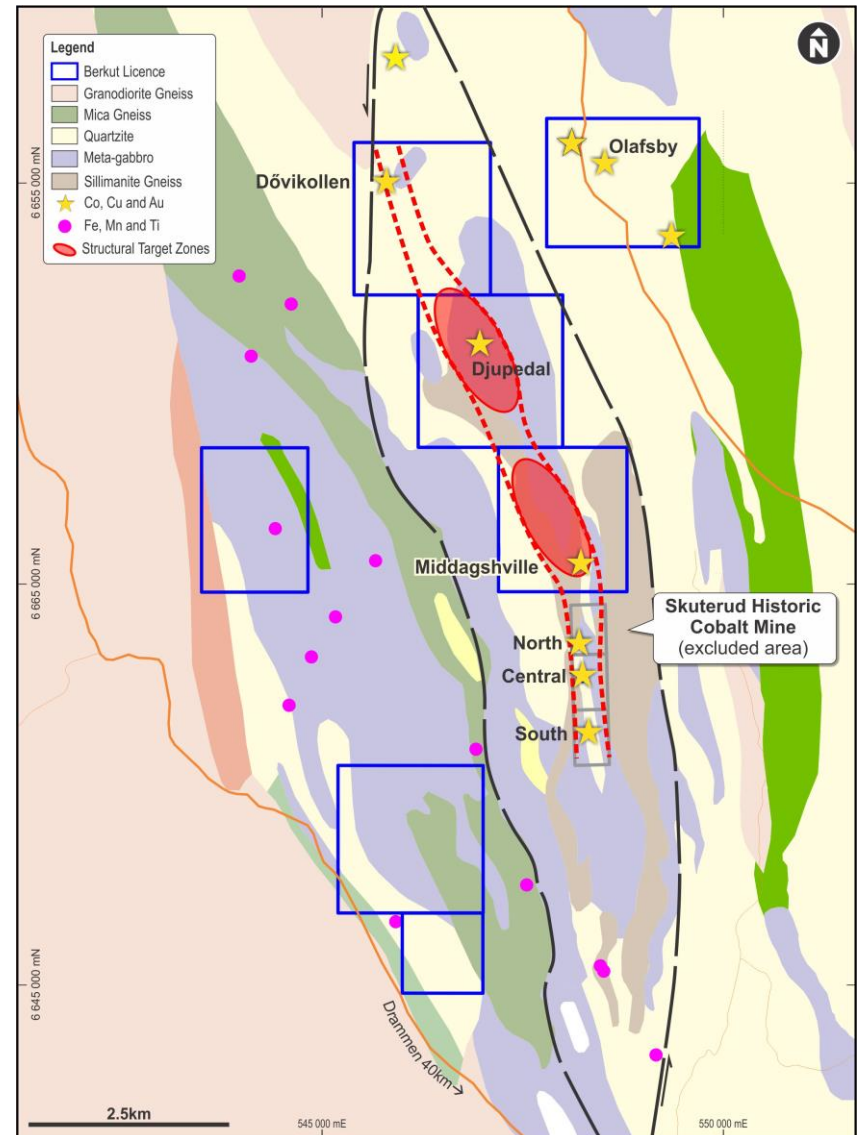 N
Legend
Berkut Licence
Granodiorite Gneiss
Mica Gneiss
Quartzite
Meta-gabbro
Sillimanite Gneiss
Co, Cu and Au
Fe, Mn and Ti
Structural Target Zones
Olafsby
Dővikollen
6 655 000 mN
Djupedal
Middagshville
6 665 000 mN
Skuterud Historic
Cobalt Mine
(excluded area)
North
Central
South
6 645 000 mN
Drammen 40km
2.5km
545 000 mE
550 000 mE